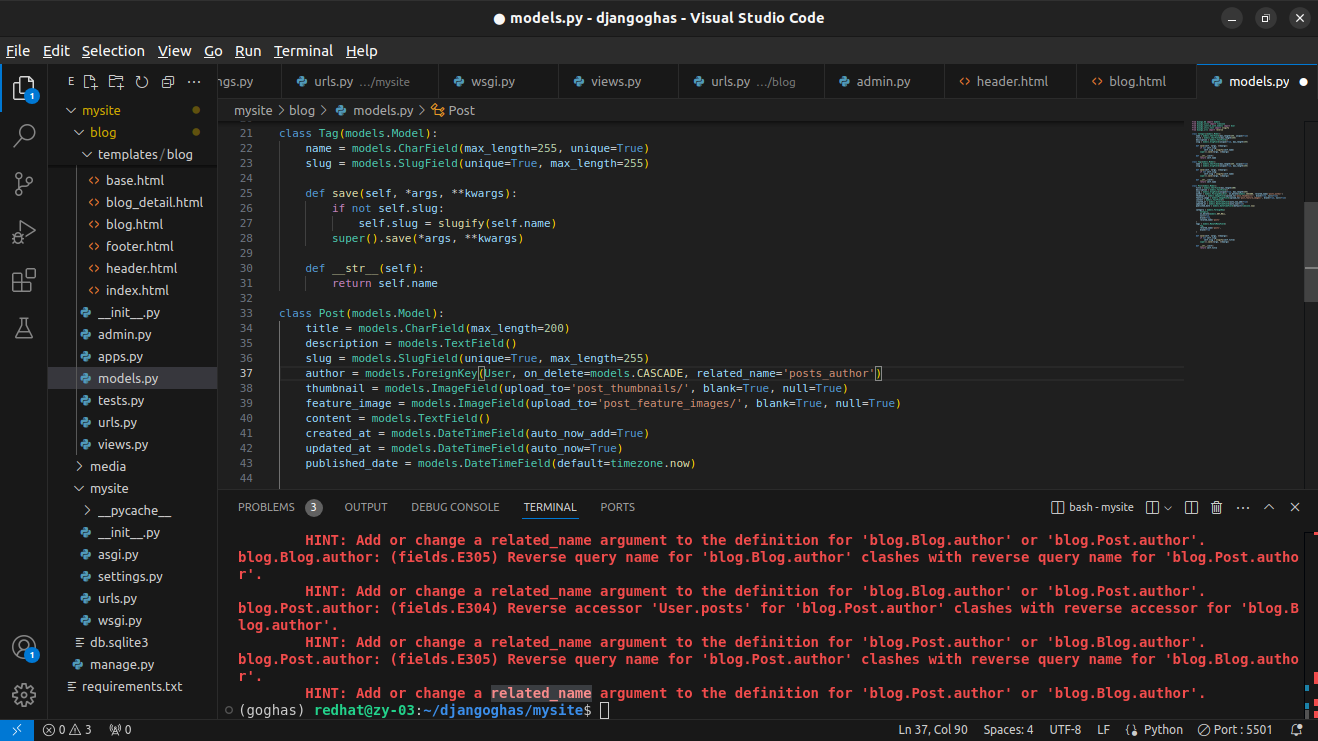 models.py - djangoghas - Visual Studio Code
File Edit Selection View Go Run Terminal Help
E
ngs.py urls.py .../mysite wsgi.py views.py urls.py .../blog admin.py header.html blog.html models.py
mysite > blog > models.py > Post
mysite
blog
templates / blog
base.html
blog_detail.html
blog.html
footer.html
header.html
index.html
__init__.py
admin.py
apps.py
models.py
tests.py
urls.py
views.py
media
mysite
__pycache__
__init__.py
asgi.py
settings.py
urls.py
wsgi.py
db.sqlite3
manage.py
requirements.txt
1
1
21 class Tag(models.Model):
22 name = models.CharField(max_length=255, unique=True)
23 slug = models.SlugField(unique=True, max_length=255)
24
25 def save(self, *args, **kwargs):
26 if not self.slug:
27 self.slug = slugify(self.name)
28 super().save(*args, **kwargs)
29
30 def __str__(self):
31 return self.name
32
33 class Post(models.Model):
34 title = models.CharField(max_length=200)
35 description = models.TextField()
36 slug = models.SlugField(unique=True, max_length=255)
37 author = models.ForeignKey(User, on_delete=models.CASCADE, related_name='posts_author')
38 thumbnail = models.ImageField(upload_to='post_thumbnails/', blank=True, null=True)
39 feature_image = models.ImageField(upload_to='post_feature_images/', blank=True, null=True)
40 content = models.TextField()
41 created_at = models.DateTimeField(auto_now_add=True)
42 updated_at = models.DateTimeField(auto_now=True)
43 published_date = models.DateTimeField(default=timezone.now)
44
PROBLEMS 3 OUTPUT DEBUG CONSOLE TERMINAL PORTS bash - mysite
HINT: Add or change a related_name argument to the definition for 'blog.Blog.author' or 'blog.Post.author'.
blog.Blog.author: (fields.E305) Reverse query name for 'blog.Blog.author' clashes with reverse query name for 'blog.Post.autho
r'.
HINT: Add or change a related_name argument to the definition for 'blog.Blog.author' or 'blog.Post.author'.
blog.Post.author: (fields.E304) Reverse accessor 'User.posts' for 'blog.Post.author' clashes with reverse accessor for 'blog.B
log.author'.
HINT: Add or change a related_name argument to the definition for 'blog.Post.author' or 'blog.Blog.author'.
blog.Post.author: (fields.E305) Reverse query name for 'blog.Post.author' clashes with reverse query name for 'blog.Blog.autho
r'.
HINT: Add or change a related_name argument to the definition for 'blog.Post.author' or 'blog.Blog.author'.
(goghas) redhat@zy-03:~/djangoghas/mysite$
0 3 0 Ln 37, Col 90 Spaces: 4 UTF-8 LF Python Port : 5501